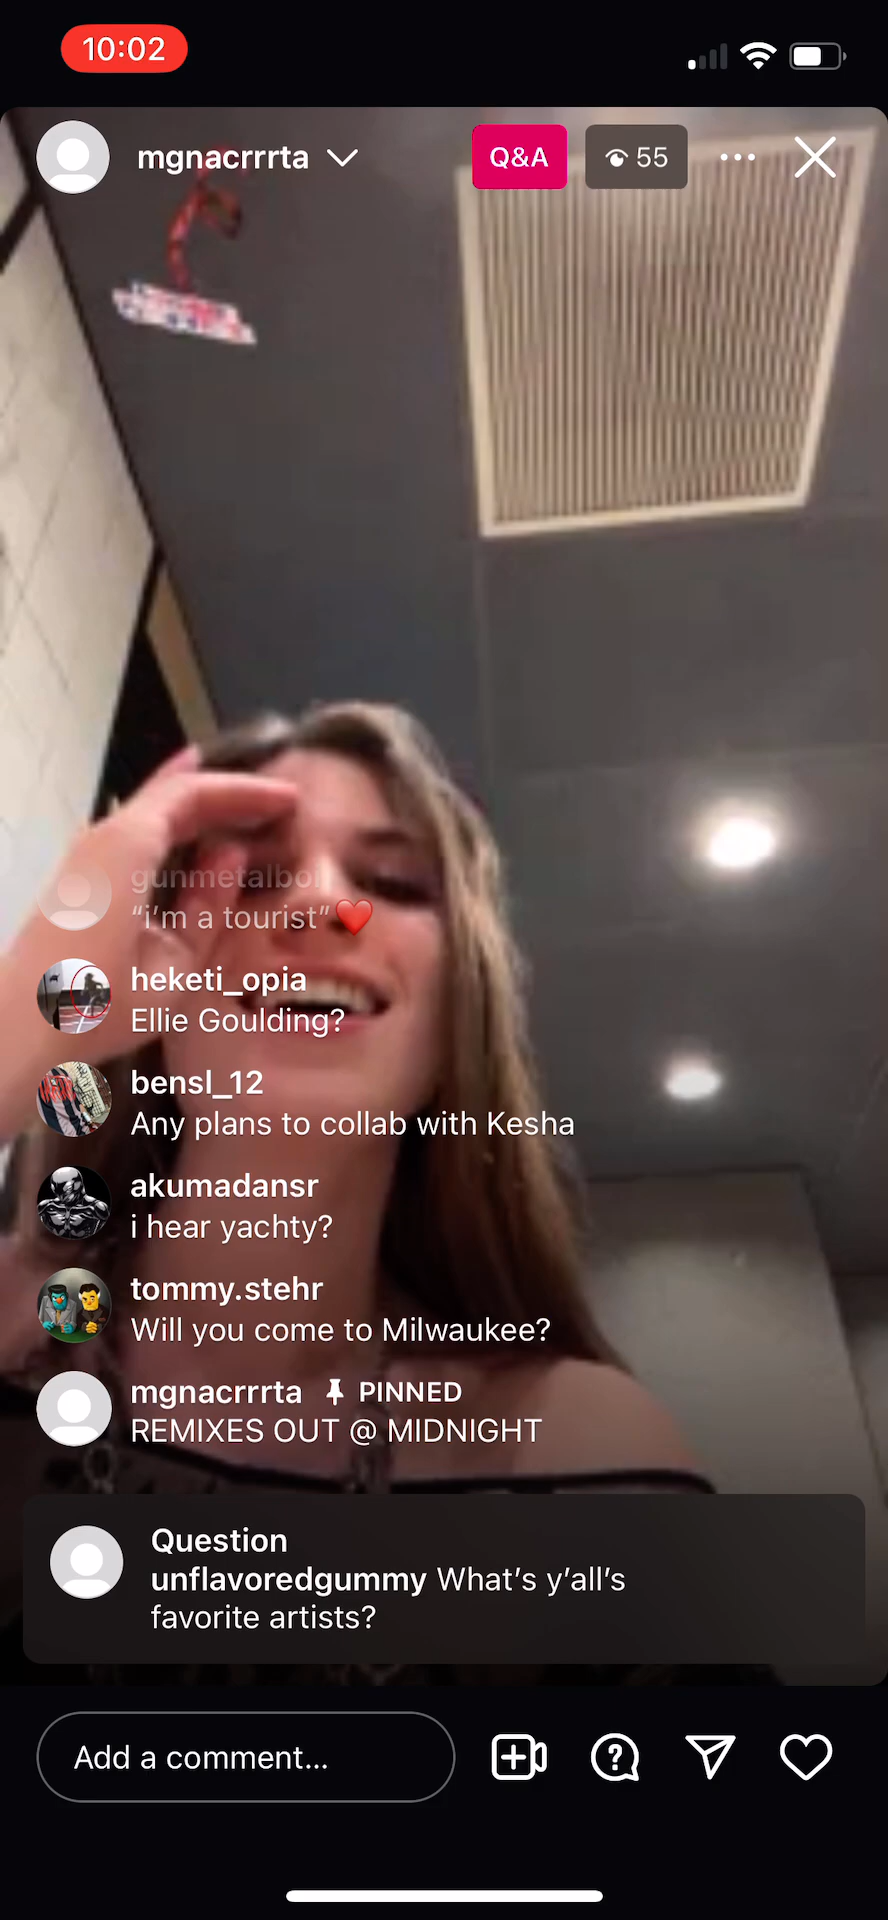 10:02
mgnacrrrta
Q&A
55
gunmetalboi
“i’m a tourist”❤️
heketi_opia
Ellie Goulding?
bensl_12
Any plans to collab with Kesha
akumadansr
i hear yachty?
tommy.stehr
Will you come to Milwaukee?
mgnacrrrta PINNED
REMIXES OUT @ MIDNIGHT
Question
unflavoredgummy What’s y’all’s
favorite artists?
Add a comment...